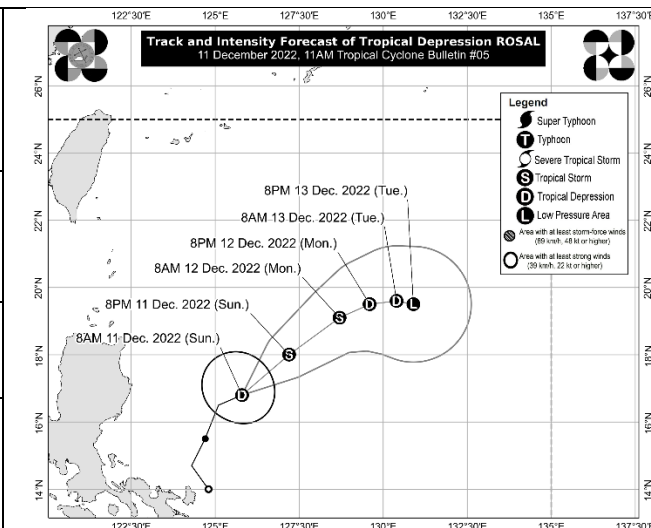 122°30'E 125°E 127°30'E 130°E 132°30'E 135°E 137°30'E
Track and Intensity Forecast of Tropical Depression ROSAL
11 December 2022, 11AM Tropical Cyclone Bulletin #05
26°N
24°N
22°N
20°N
18°N
16°N
14°N
Legend
Super Typhoon
T Typhoon
Severe Tropical Storm
S Tropical Storm
D Tropical Depression
L Low Pressure Area
Area with at least storm-force winds
(89 km/h, 48 kt or higher)
Area with at least strong winds
(39 km/h, 22 kt or higher)
8PM 13 Dec. 2022 (Tue.)
8AM 13 Dec. 2022 (Tue.)
8PM 12 Dec. 2022 (Mon.)
8AM 12 Dec. 2022 (Mon.)
8PM 11 Dec. 2022 (Sun.)
8AM 11 Dec. 2022 (Sun.)
D S S D D L
26°N
24°N
22°N
20°N
18°N
16°N
14°N
122°30'E 125°E 127°30'E 130°E 132°30'E 135°E 137°30'E